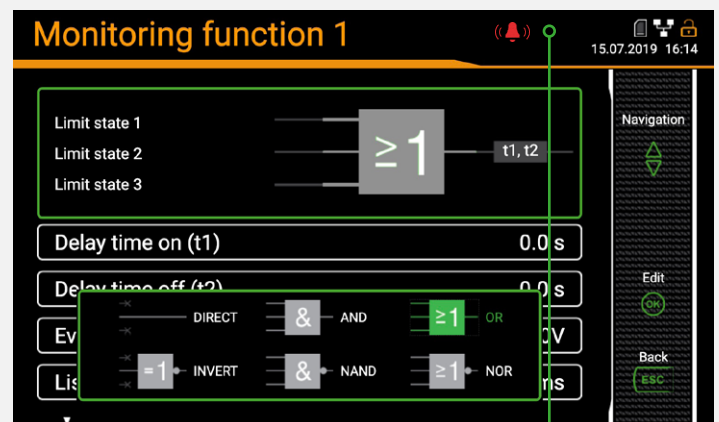 Monitoring function 1
15.07.2019 16:14
Limit state 1
Limit state 2
Limit state 3
≥1
t1, t2
Navigation
Delay time on (t1) 0.0 s
Delay time off (t2) 0.0 s
Edit
OK
DIRECT & AND ≥1 OR
=1 INVERT & NAND ≥1 NOR
Back
ESC